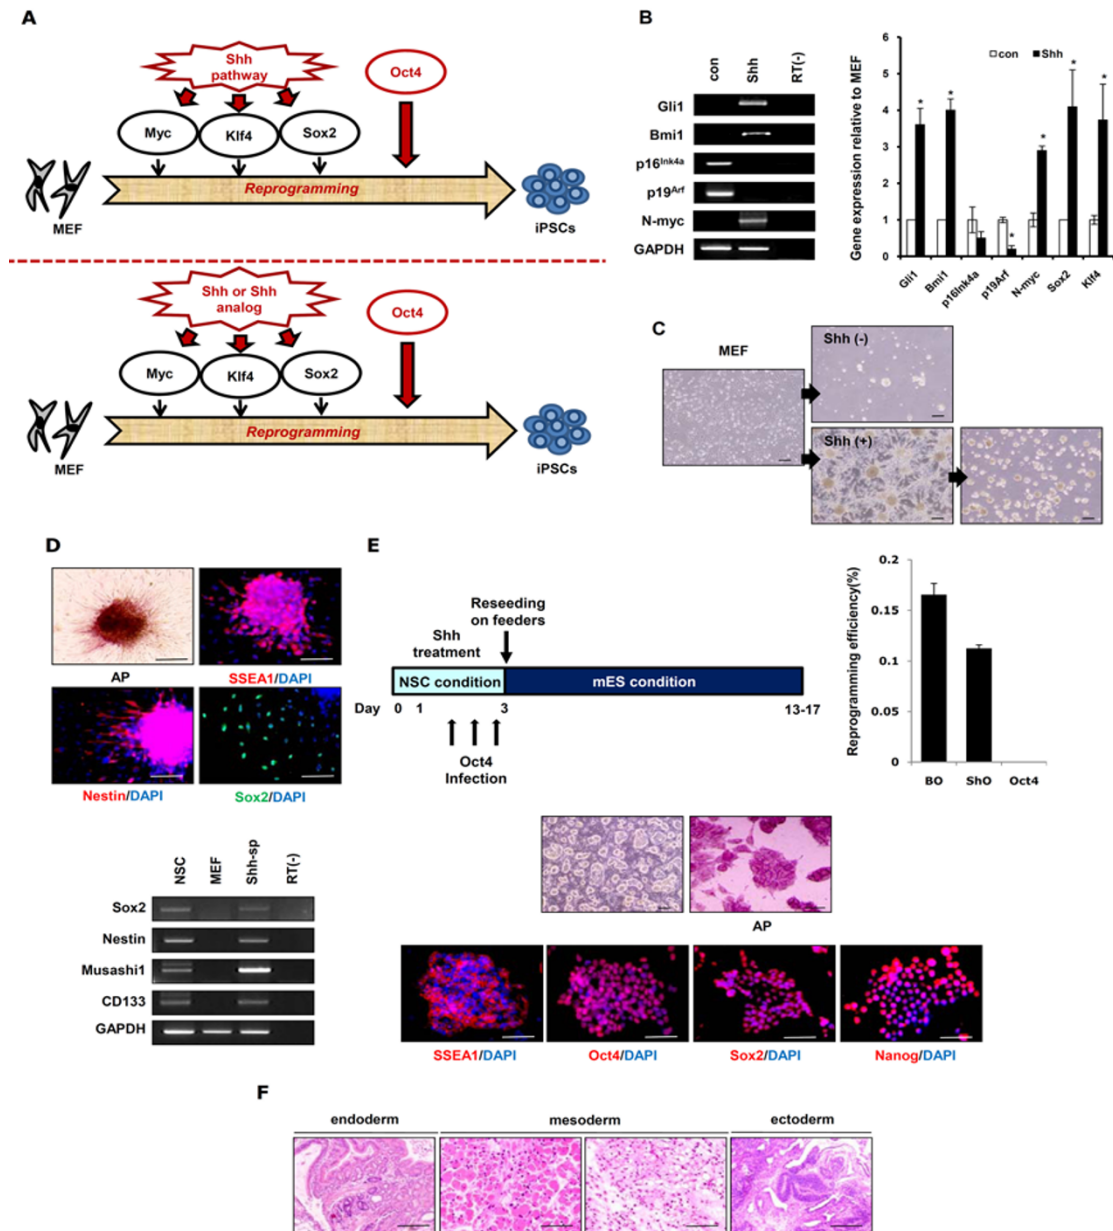 A
Shh
pathway
Oct4
Myc
Klf4
Sox2
Reprogramming
MEF
iPSCs
Shh or Shh
analog
Oct4
Myc
Klf4
Sox2
Reprogramming
MEF
iPSCs
B
con
Shh
RT(-)
Gli1
Bmi1
p16Ink4a
p19Arf
N-myc
GAPDH
Gene expression relative to MEF
6
5
4
3
2
1
0
con
Shh
*
*
*
*
*
*
Gli1
Bmi1
p16Ink4a
p19Arf
N-myc
Sox2
Klf4
C
MEF
Shh (-)
Shh (+)
D
AP
SSEA1/DAPI
Nestin/DAPI
Sox2/DAPI
NSC
MEF
Shh-sp
RT(-)
Sox2
Nestin
Musashi1
CD133
GAPDH
E
Reseeding
on feeders
Shh
treatment
NSC condition
mES condition
Day
0
1
3
13-17
Oct4
Infection
Reprogramming efficiency(%)
0.2
0.15
0.1
0.05
0
BO
ShO
Oct4
AP
SSEA1/DAPI
Oct4/DAPI
Sox2/DAPI
Nanog/DAPI
F
endoderm
mesoderm
ectoderm